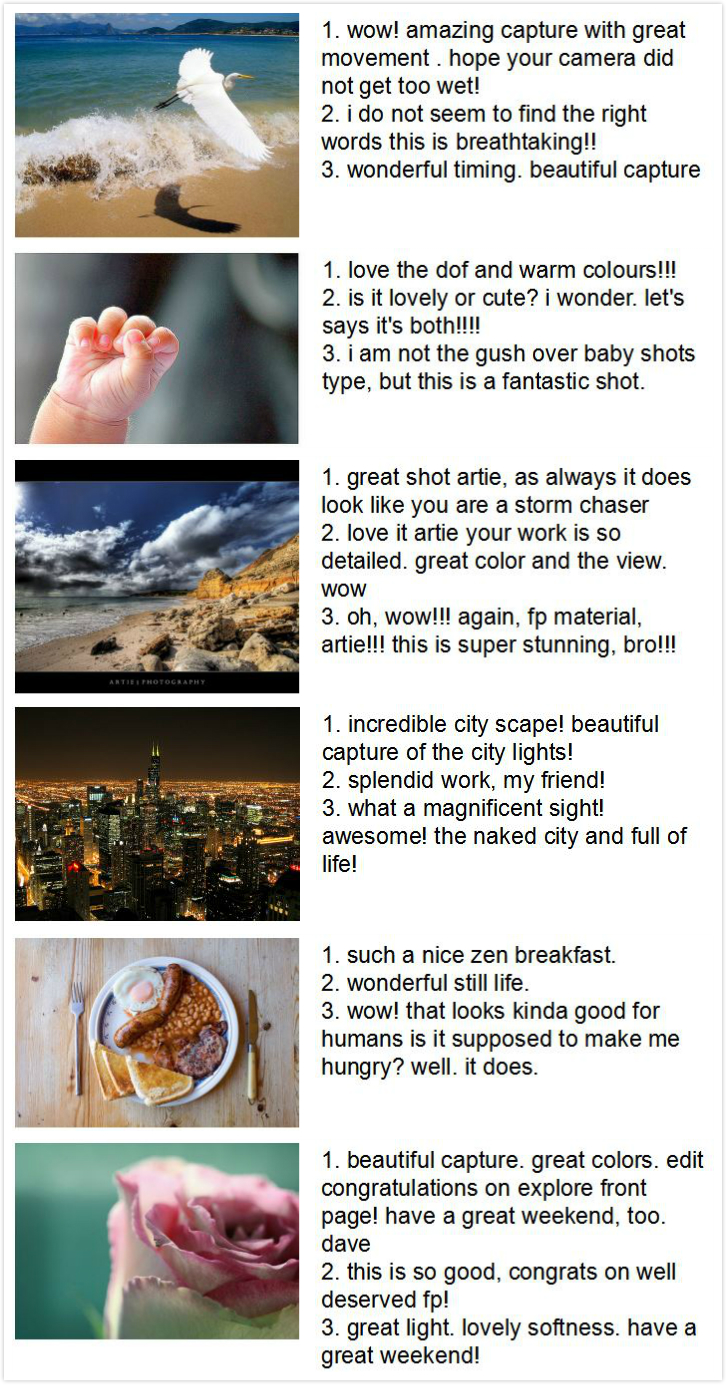 1. wow! amazing capture with great
movement . hope your camera did
not get too wet!
2. i do not seem to find the right
words this is breathtaking!!
3. wonderful timing. beautiful capture
1. love the dof and warm colours!!!
2. is it lovely or cute? i wonder. let's
says it's both!!!!
3. i am not the gush over baby shots
type, but this is a fantastic shot.
1. great shot artie, as always it does
look like you are a storm chaser
2. love it artie your work is so
detailed. great color and the view.
wow
3. oh, wow!!! again, fp material,
artie!!! this is super stunning, bro!!!
ARTIE | PHOTOGRAPHY
1. incredible city scape! beautiful
capture of the city lights!
2. splendid work, my friend!
3. what a magnificent sight!
awesome! the naked city and full of
life!
1. such a nice zen breakfast.
2. wonderful still life.
3. wow! that looks kinda good for
humans is it supposed to make me
hungry? well. it does.
1. beautiful capture. great colors. edit
congratulations on explore front
page! have a great weekend, too.
dave
2. this is so good, congrats on well
deserved fp!
3. great light. lovely softness. have a
great weekend!